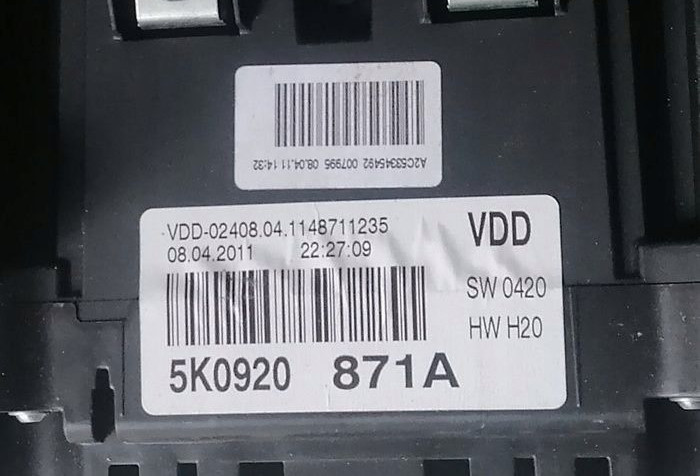 A2C53345492 007995 08.04.11 14:32
VDD-02408.04.1148711235
08.04.2011 22:27:09
VDD
SW 0420
HW H20
5K0920 871A